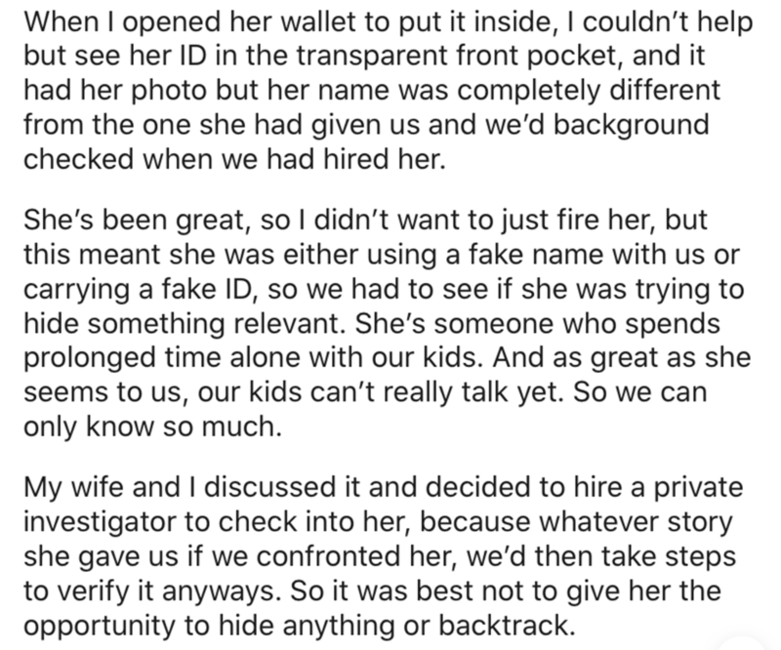 When I opened her wallet to put it inside, I couldn’t help
but see her ID in the transparent front pocket, and it
had her photo but her name was completely different
from the one she had given us and we’d background
checked when we had hired her.
She’s been great, so I didn’t want to just fire her, but
this meant she was either using a fake name with us or
carrying a fake ID, so we had to see if she was trying to
hide something relevant. She’s someone who spends
prolonged time alone with our kids. And as great as she
seems to us, our kids can’t really talk yet. So we can
only know so much.
My wife and I discussed it and decided to hire a private
investigator to check into her, because whatever story
she gave us if we confronted her, we’d then take steps
to verify it anyways. So it was best not to give her the
opportunity to hide anything or backtrack.